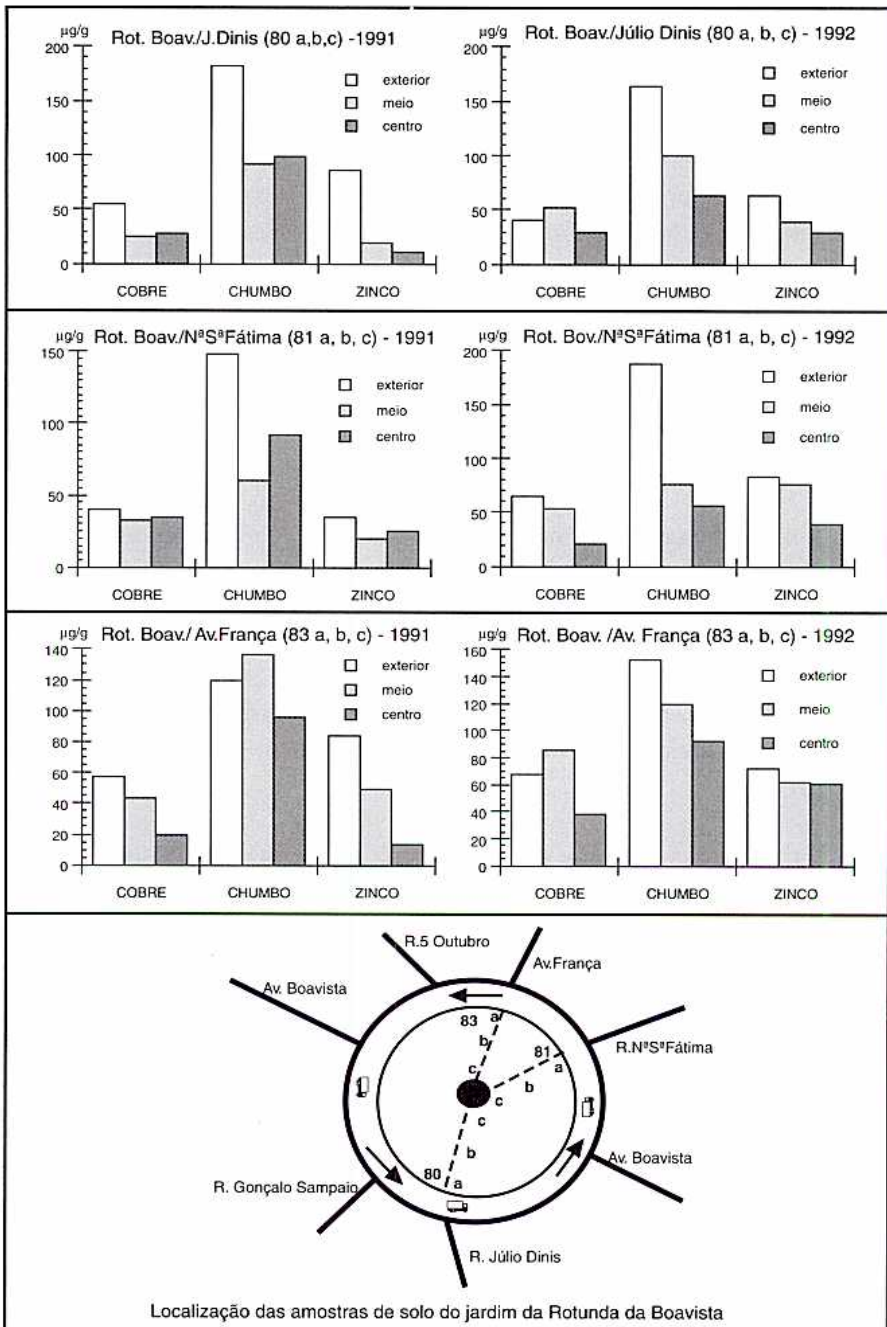 µg/g
Rot. Boav./J.Dinis (80 a,b,c) -1991
200
150
100
50
0
exterior
meio
centro
COBRE CHUMBO ZINCO
µg/g
Rot. Boav./Júlio Dinis (80 a, b, c) - 1992
200
150
100
50
0
exterior
meio
centro
COBRE CHUMBO ZINCO
µg/g
Rot. Boav./NªSªFátima (81 a, b, c) - 1991
150
100
50
0
exterior
meio
centro
COBRE CHUMBO ZINCO
µg/g
Rot. Bov./NªSªFátima (81 a, b, c) - 1992
200
150
100
50
0
exterior
meio
centro
COBRE CHUMBO ZINCO
µg/g
Rot. Boav./ Av.França (83 a, b, c) - 1991
140
120
100
80
60
40
20
0
exterior
meio
centro
COBRE CHUMBO ZINCO
µg/g
Rot. Boav. /Av. França (83 a, b, c) - 1992
160
140
120
100
80
60
40
20
0
exterior
meio
centro
COBRE CHUMBO ZINCO
R.5 Outubro
Av.França
Av. Boavista
83 a
b
c
81
a
b
c
R.NªSªFátima
c
b
80
a
Av. Boavista
R. Gonçalo Sampaio
R. Júlio Dinis
Localização das amostras de solo do jardim da Rotunda da Boavista